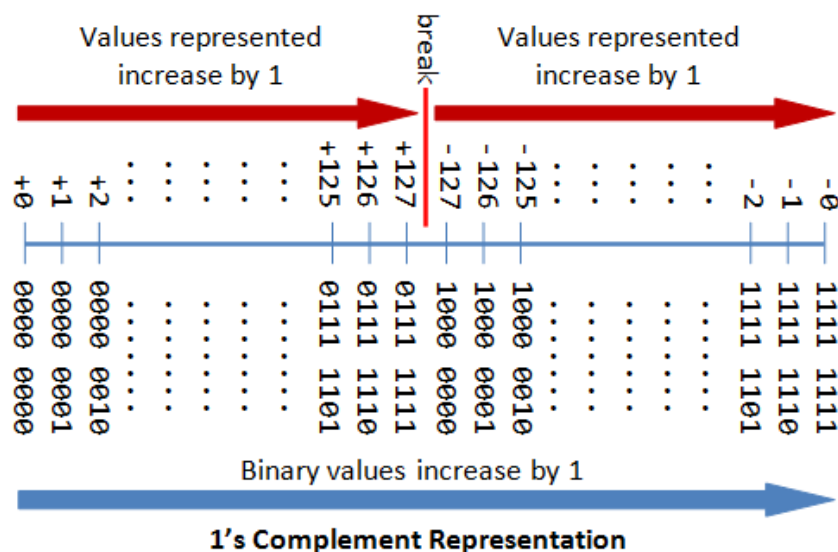 Values represented
increase by 1
break
Values represented
increase by 1
+0
+1
+2
. . . . .
+125
+126
+127
-127
-126
-125
. . . . .
-2
-1
-0
0000 0000
0000 0001
0000 0010
. . . . .
0111 1101
0111 1110
0111 1111
1000 0000
1000 0001
1000 0010
. . . . .
1111 1101
1111 1110
1111 1111
Binary values increase by 1
1's Complement Representation